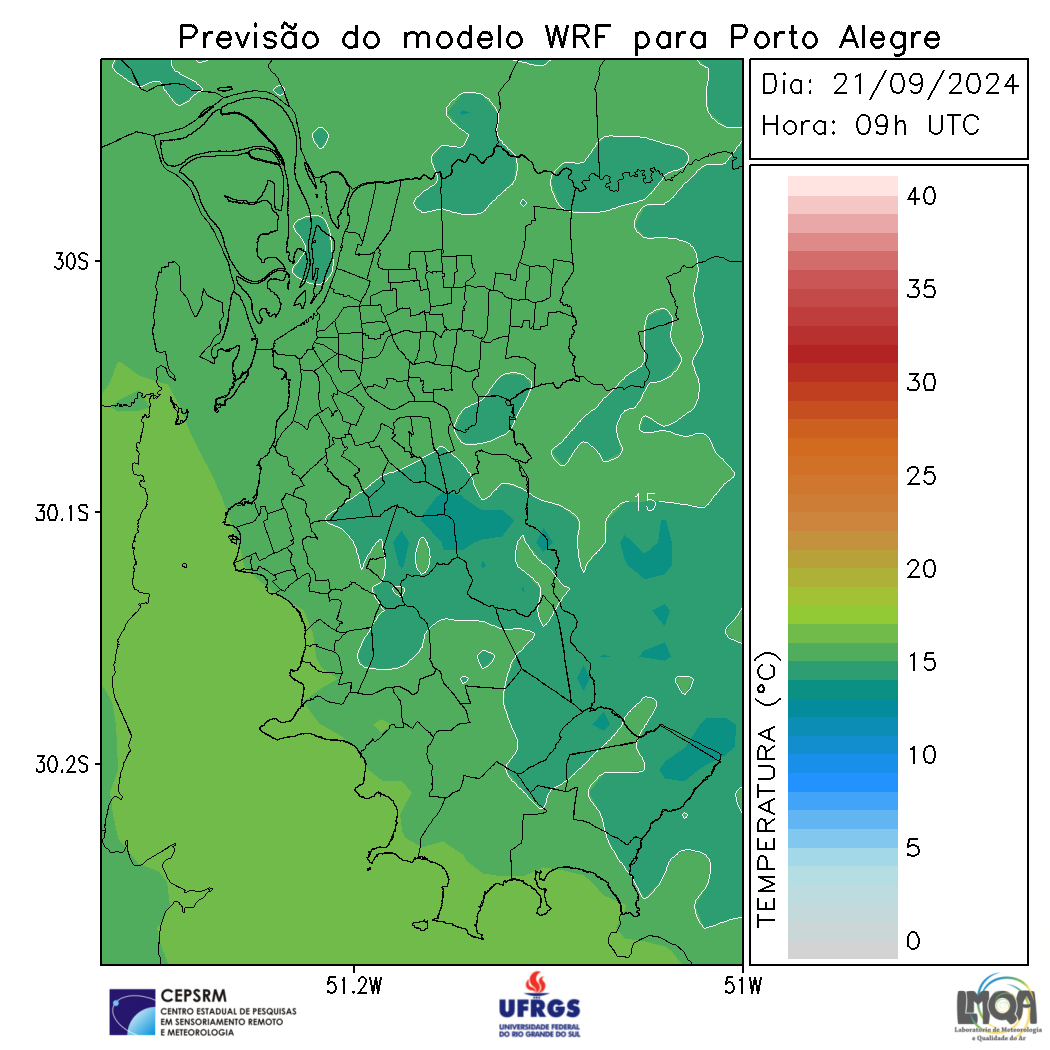 Previsão do modelo WRF para Porto Alegre
Dia: 21/09/2024
Hora: 09h UTC
40
35
30
25
20
15
10
5
0
TEMPERATURA (°C)
30S
30.1S
30.2S
15
51.2W
51W
CEPSRM
CENTRO ESTADUAL DE PESQUISAS
EM SENSORIAMENTO REMOTO
E METEOROLOGIA
UFRGS
UNIVERSIDADE FEDERAL
DO RIO GRANDE DO SUL
LMQA
Laboratório de Meteorologia
e Qualidade do Ar